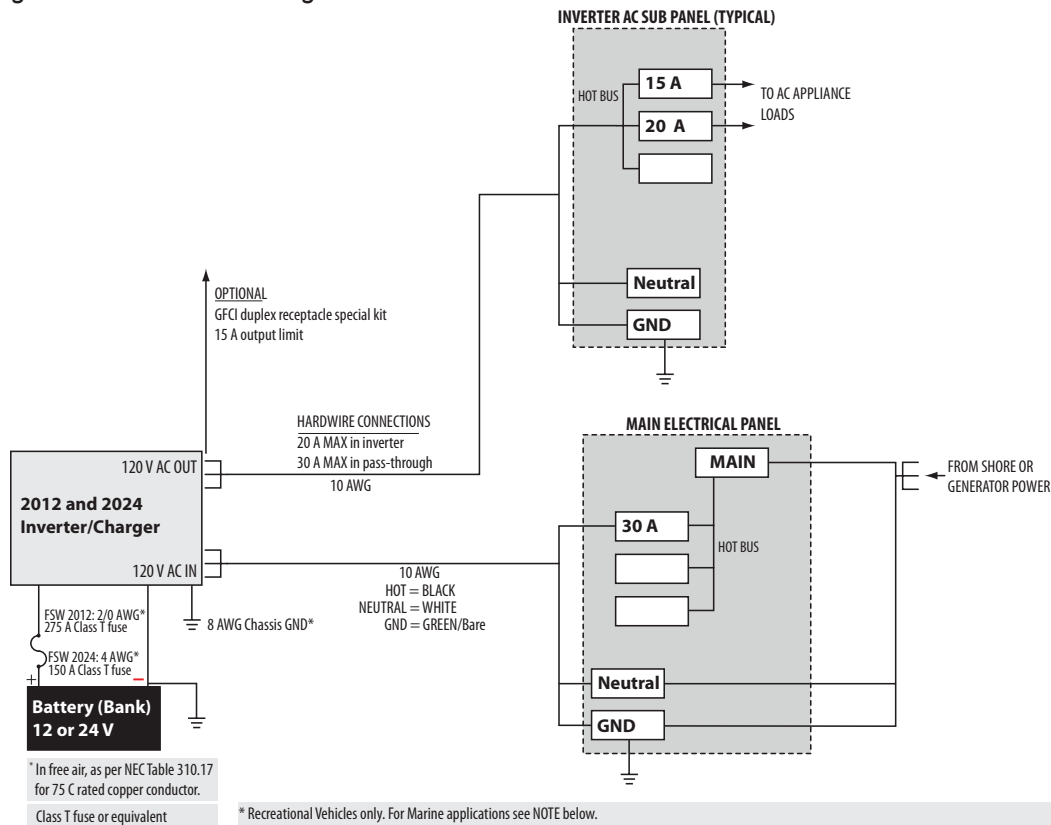 INVERTER AC SUB PANEL (TYPICAL)
HOT BUS
15 A
20 A
TO AC APPLIANCE
LOADS
Neutral
GND
OPTIONAL
GFCI duplex receptacle special kit
15 A output limit
HARDWIRE CONNECTIONS
20 A MAX in inverter
30 A MAX in pass-through
10 AWG
MAIN ELECTRICAL PANEL
MAIN
FROM SHORE OR
GENERATOR POWER
30 A
HOT BUS
Neutral
GND
120 V AC OUT
2012 and 2024
Inverter/Charger
120 V AC IN
10 AWG
HOT = BLACK
NEUTRAL = WHITE
GND = GREEN/Bare
8 AWG Chassis GND*
FSW 2012: 2/0 AWG*
275 A Class T fuse
FSW 2024: 4 AWG*
150 A Class T fuse
+ –
Battery (Bank)
12 or 24 V
* In free air, as per NEC Table 310.17
for 75 C rated copper conductor.
Class T fuse or equivalent
* Recreational Vehicles only. For Marine applications see NOTE below.